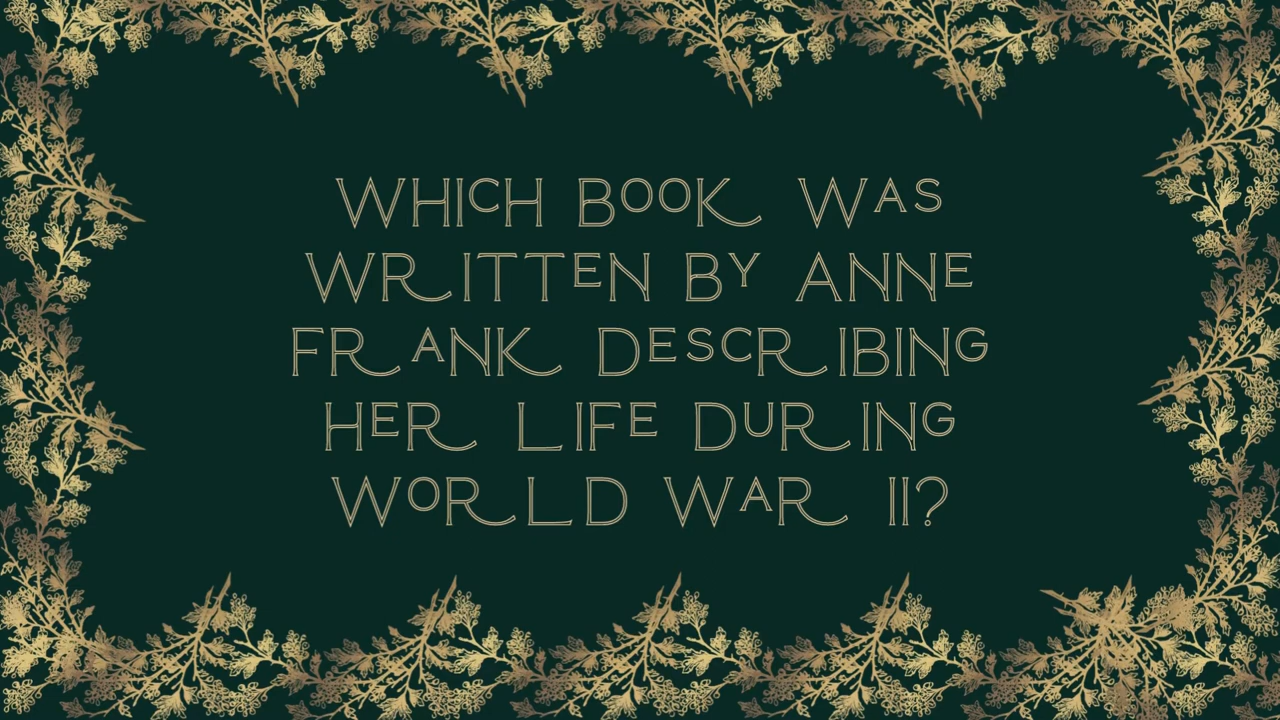 WHICH BOOK WAS
WRITTEN BY ANNE
FRANK DESCRIBING
HER LIFE DURING
WORLD WAR II?